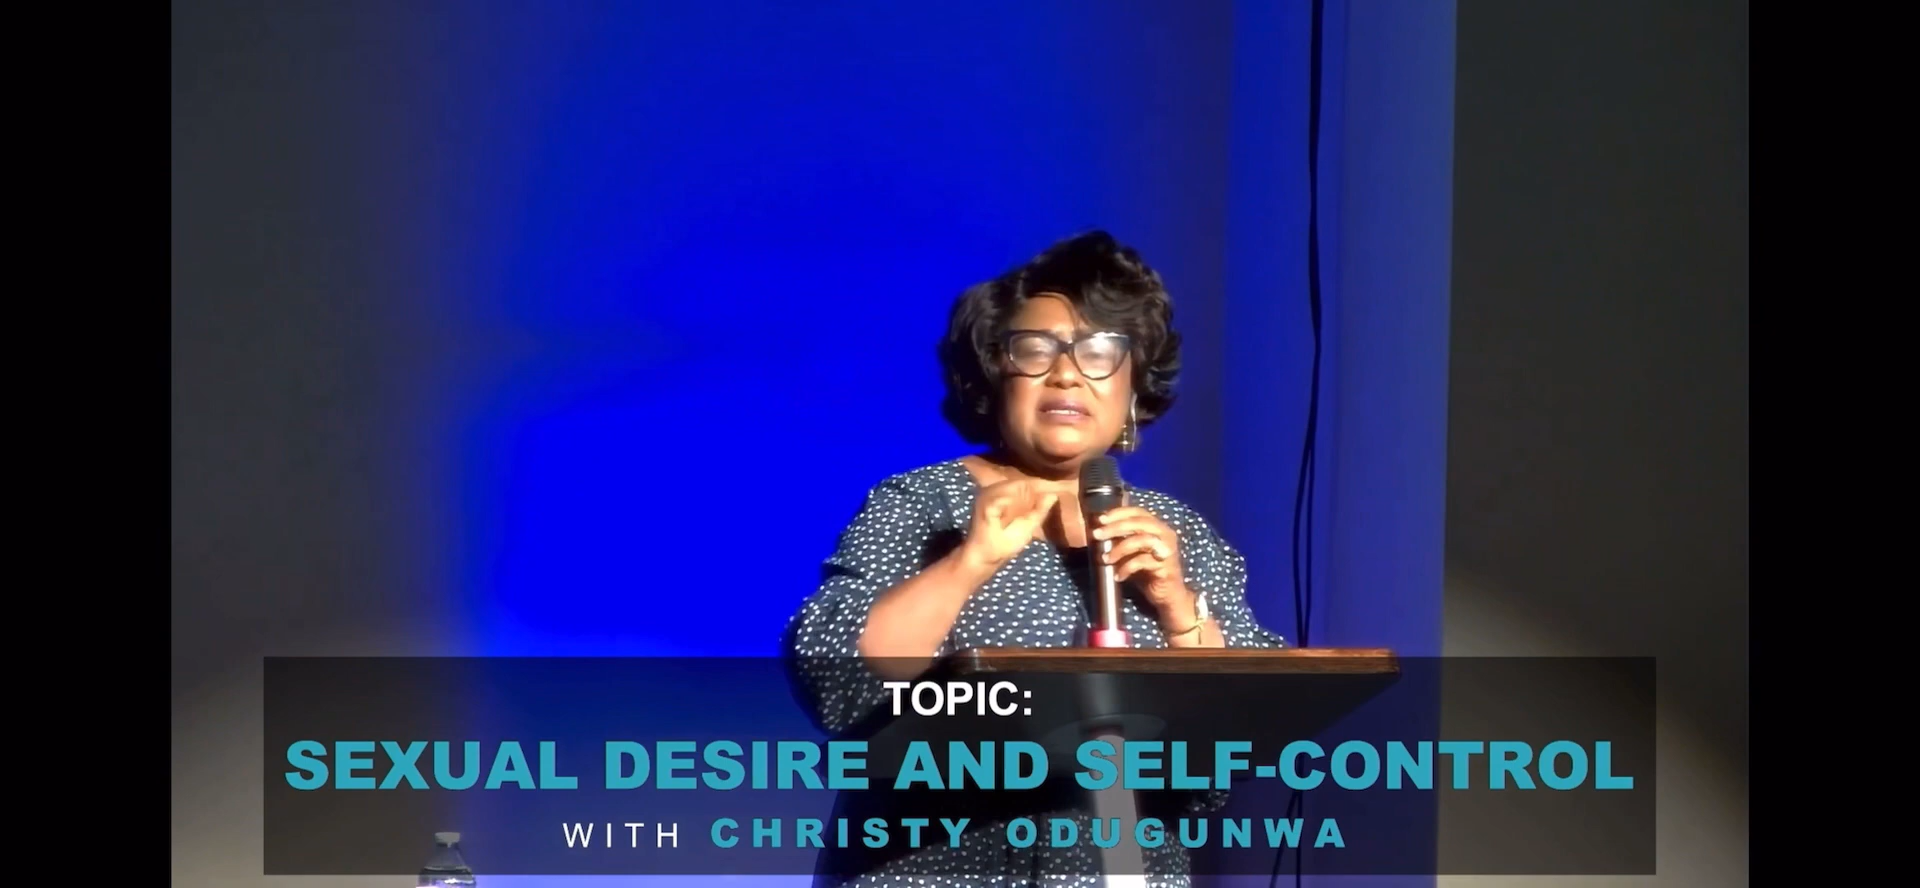 TOPIC:
SEXUAL DESIRE AND SELF-CONTROL
WITH CHRISTY ODUGUNWA